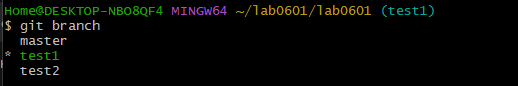 Home@DESKTOP-NBO8QF4 MINGW64 ~/lab0601/lab0601 (test1)
$ git branch
  master
* test1
  test2